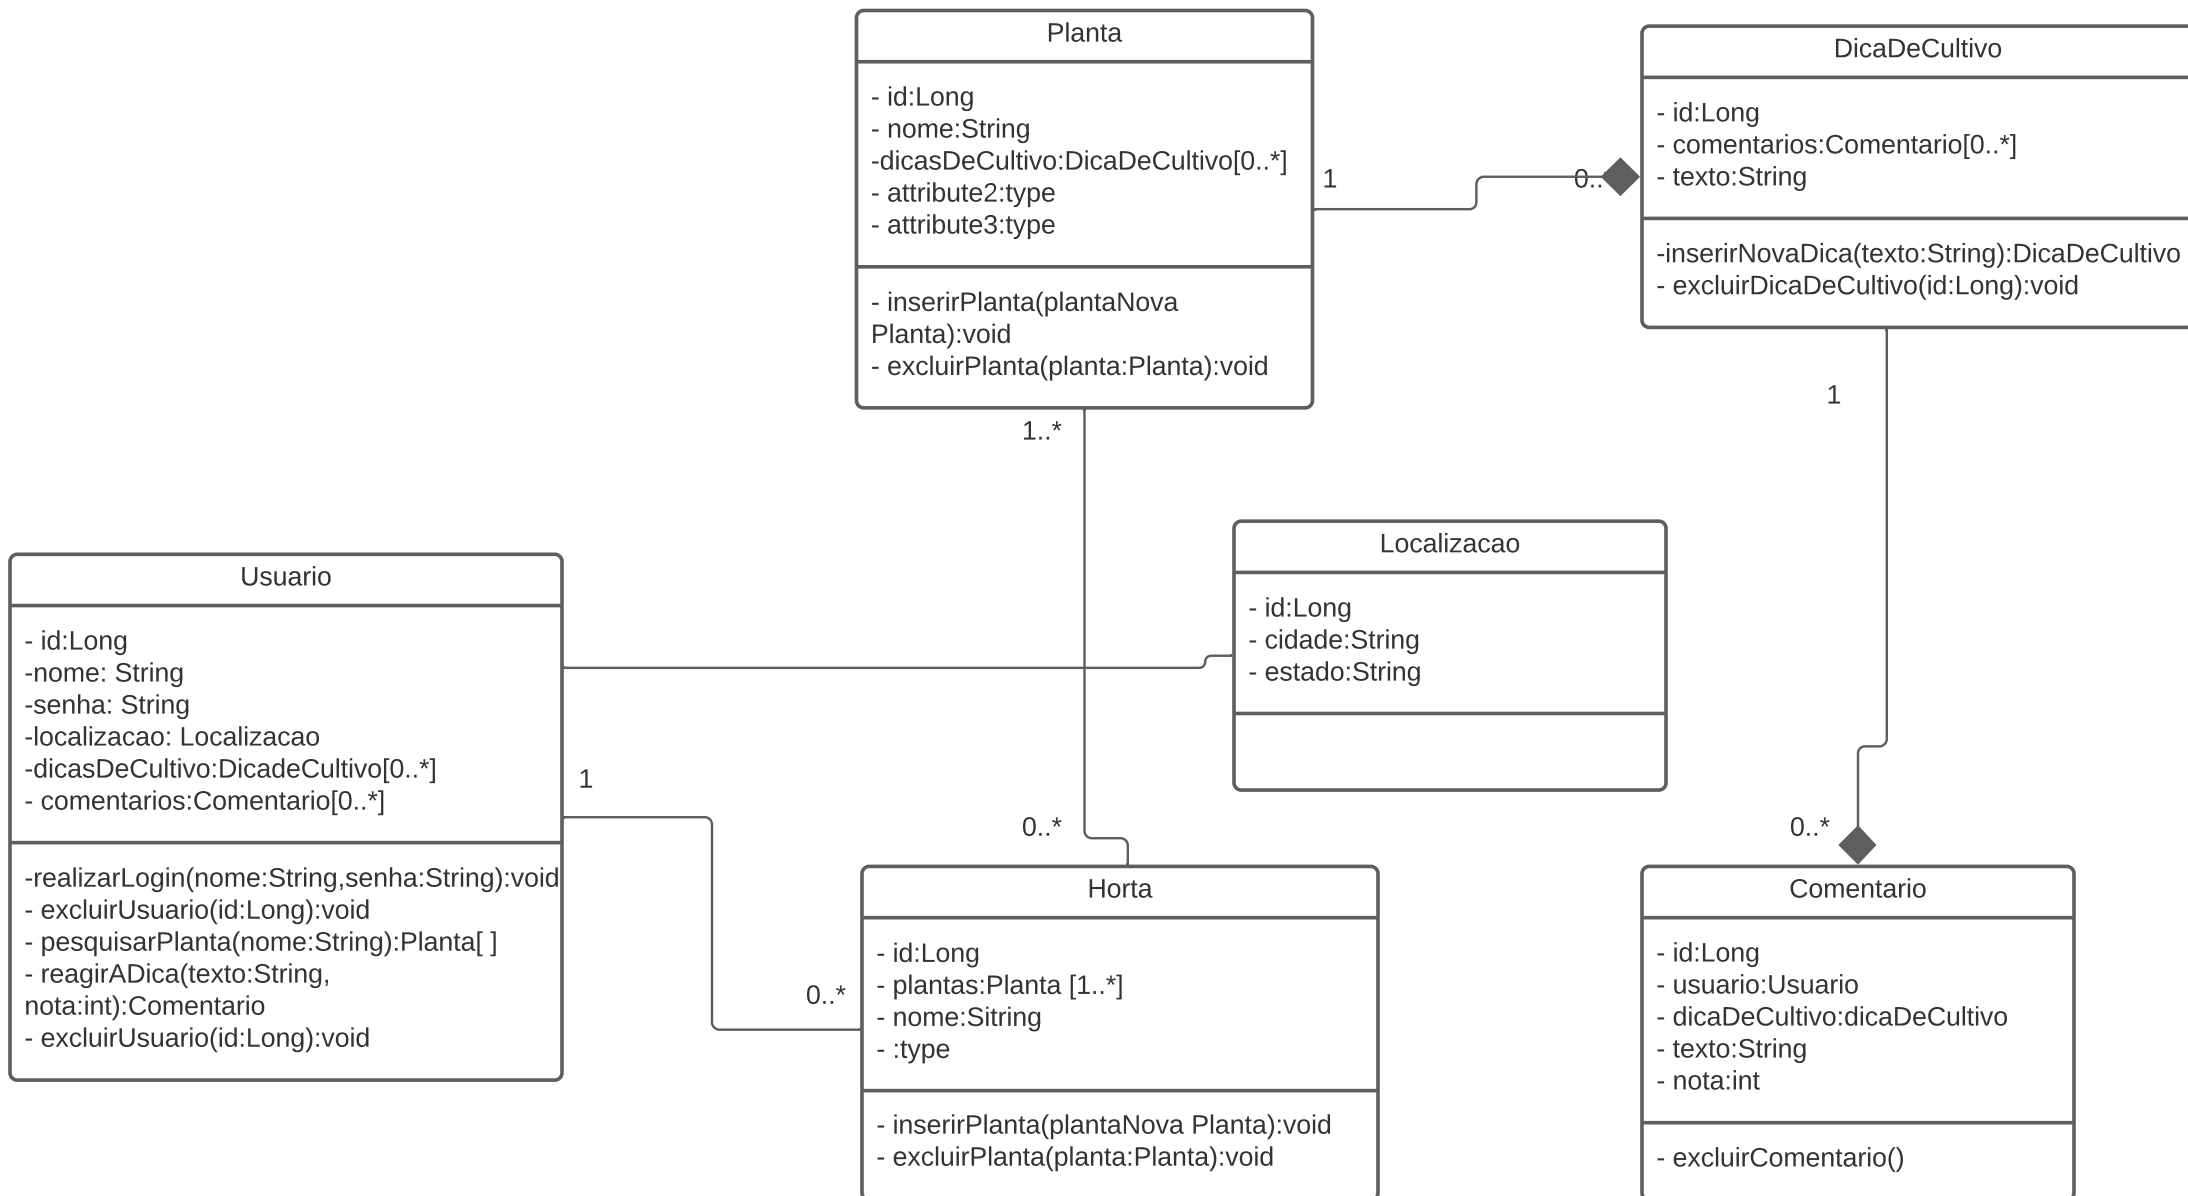 Planta
- id:Long
- nome:String
-dicasDeCultivo:DicaDeCultivo[0..*]
- attribute2:type
- attribute3:type
- inserirPlanta(plantaNova
Planta):void
- excluirPlanta(planta:Planta):void
1
0..
DicaDeCultivo
- id:Long
- comentarios:Comentario[0..*]
- texto:String
-inserirNovaDica(texto:String):DicaDeCultivo
- excluirDicaDeCultivo(id:Long):void
1
1..*
Localizacao
- id:Long
- cidade:String
- estado:String
Usuario
- id:Long
-nome: String
-senha: String
-localizacao: Localizacao
-dicasDeCultivo:DicadeCultivo[0..*]
- comentarios:Comentario[0..*]
-realizarLogin(nome:String,senha:String):void
- excluirUsuario(id:Long):void
- pesquisarPlanta(nome:String):Planta[ ]
- reagirADica(texto:String,
nota:int):Comentario
- excluirUsuario(id:Long):void
1
0..*
0..*
0..*
Horta
- id:Long
- plantas:Planta [1..*]
- nome:Sitring
- :type
- inserirPlanta(plantaNova Planta):void
- excluirPlanta(planta:Planta):void
Comentario
- id:Long
- usuario:Usuario
- dicaDeCultivo:dicaDeCultivo
- texto:String
- nota:int
- excluirComentario()